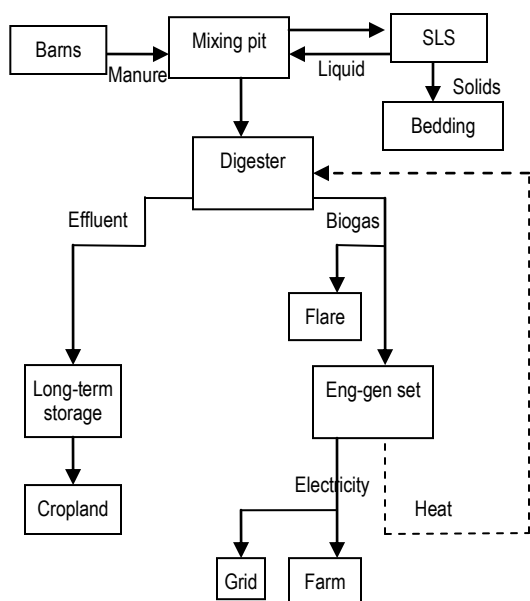 Barns
Manure
Mixing pit
SLS
Liquid
Solids
Bedding
Digester
Effluent
Biogas
Flare
Long-term
storage
Eng-gen set
Cropland
Electricity
Heat
Grid
Farm